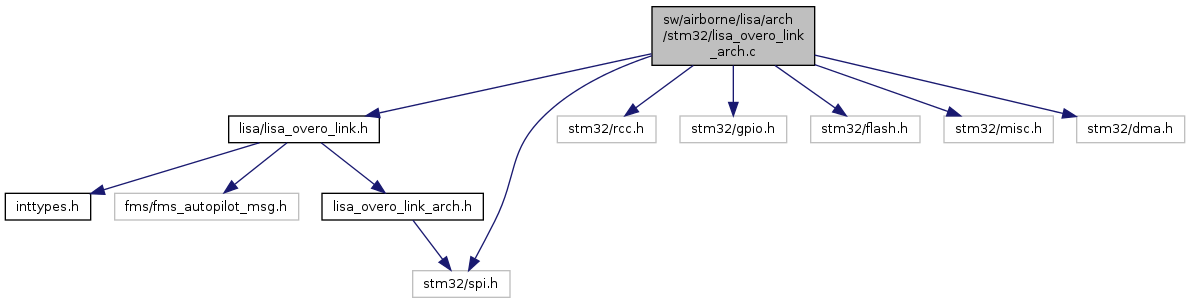 sw/airborne/lisa/arch
/stm32/lisa_overo_link
_arch.c
lisa/lisa_overo_link.h
stm32/rcc.h
stm32/gpio.h
stm32/flash.h
stm32/misc.h
stm32/dma.h
inttypes.h
fms/fms_autopilot_msg.h
lisa_overo_link_arch.h
stm32/spi.h